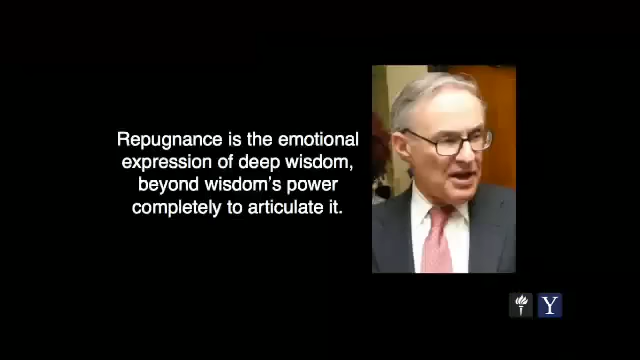 Repugnance is the emotional
expression of deep wisdom,
beyond wisdom's power
completely to articulate it.
Y